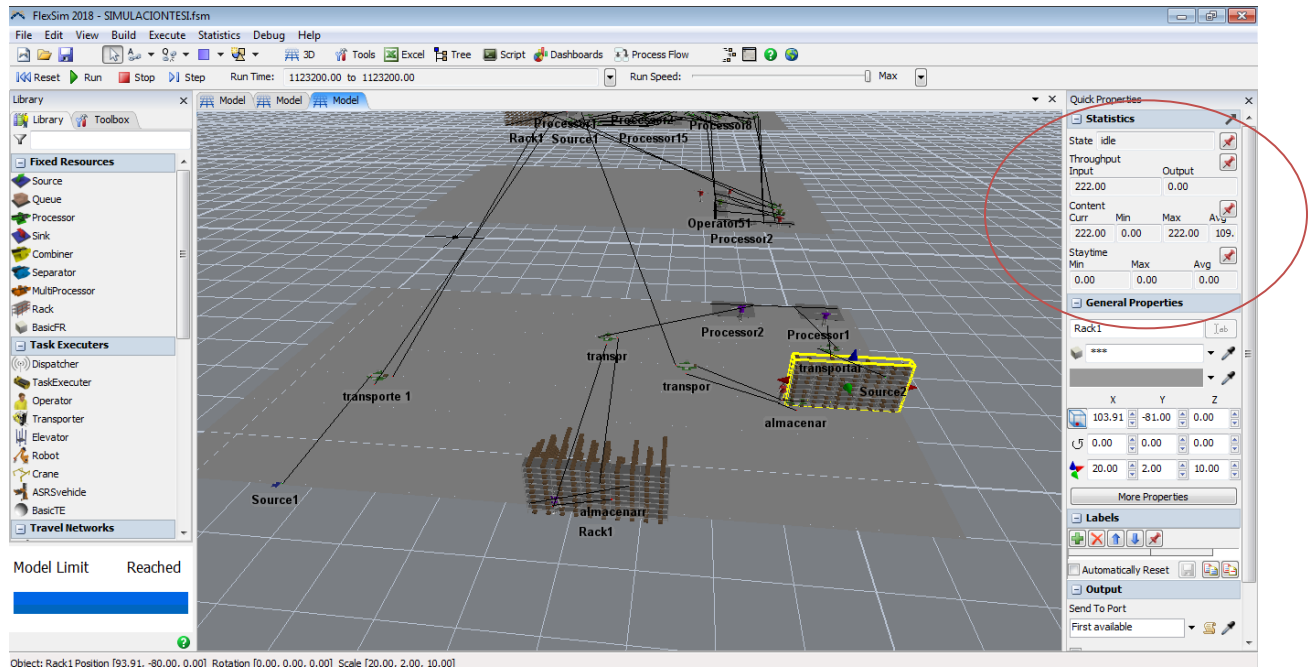 FlexSim 2018 - SIMULACIONTESI.fsm
File Edit View Build Execute Statistics Debug Help
3D Tools Excel Tree Script Dashboards Process Flow
Reset Run Stop Step Run Time: 1123200.00 to 1123200.00 Run Speed: Max
Library
Library Toolbox
Fixed Resources
Source
Queue
Processor
Sink
Combiner
Separator
MultiProcessor
Rack
BasicFR
Task Executers
Dispatcher
TaskExecuter
Operator
Transporter
Elevator
Robot
Crane
ASRSvehicle
BasicTE
Travel Networks
Model Limit Reached
Model Model Model
Processor1 Processor2 Processor8
Rack1 Source1 Processor15
Operator51
Processor2
Processor2 Processor1
transpr
transportar
transpor
Source2
transporte 1
almacenar
Source1
almacenarr
Rack1
Quick Properties
Statistics
State idle
Throughput
Input Output
222.00 0.00
Content
Curr Min Max Avg
222.00 0.00 222.00 109.
Staytime
Min Max Avg
0.00 0.00 0.00
General Properties
Rack1
***
X Y Z
103.91 -81.00 0.00
0.00 0.00 0.00
20.00 2.00 10.00
More Properties
Labels
Automatically Reset
Output
Send To Port
First available
Object: Rack1 Position [93.91, -80.00, 0.00] Rotation [0.00, 0.00, 0.00] Scale [20.00, 2.00, 10.00]